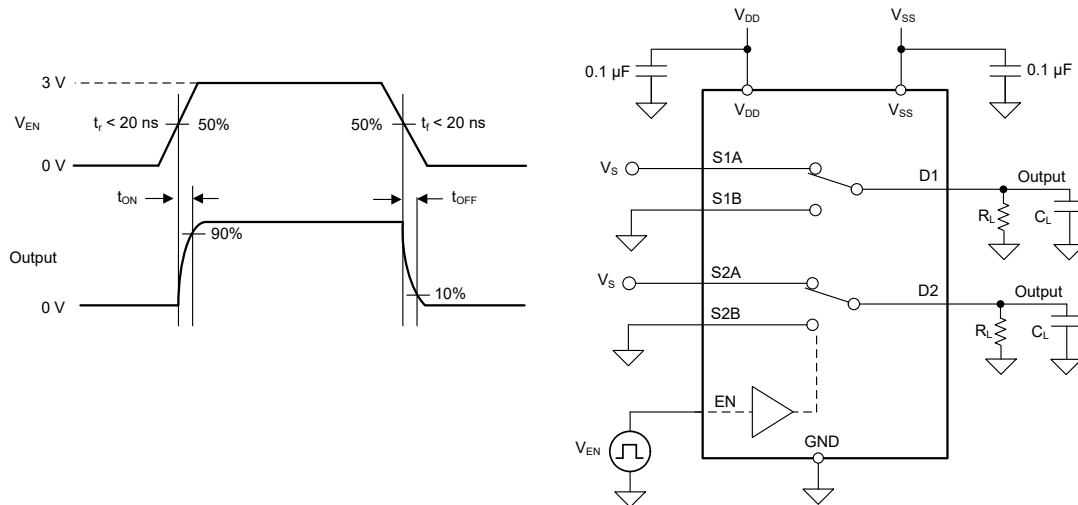 3 V
V_EN
t_r < 20 ns
50%
50%
t_f < 20 ns
0 V
t_ON
t_OFF
90%
Output
10%
0 V
V_DD
V_SS
0.1 µF
0.1 µF
V_DD
V_SS
V_S
S1A
D1
Output
S1B
R_L
C_L
V_S
S2A
D2
Output
S2B
R_L
C_L
EN
V_EN
GND